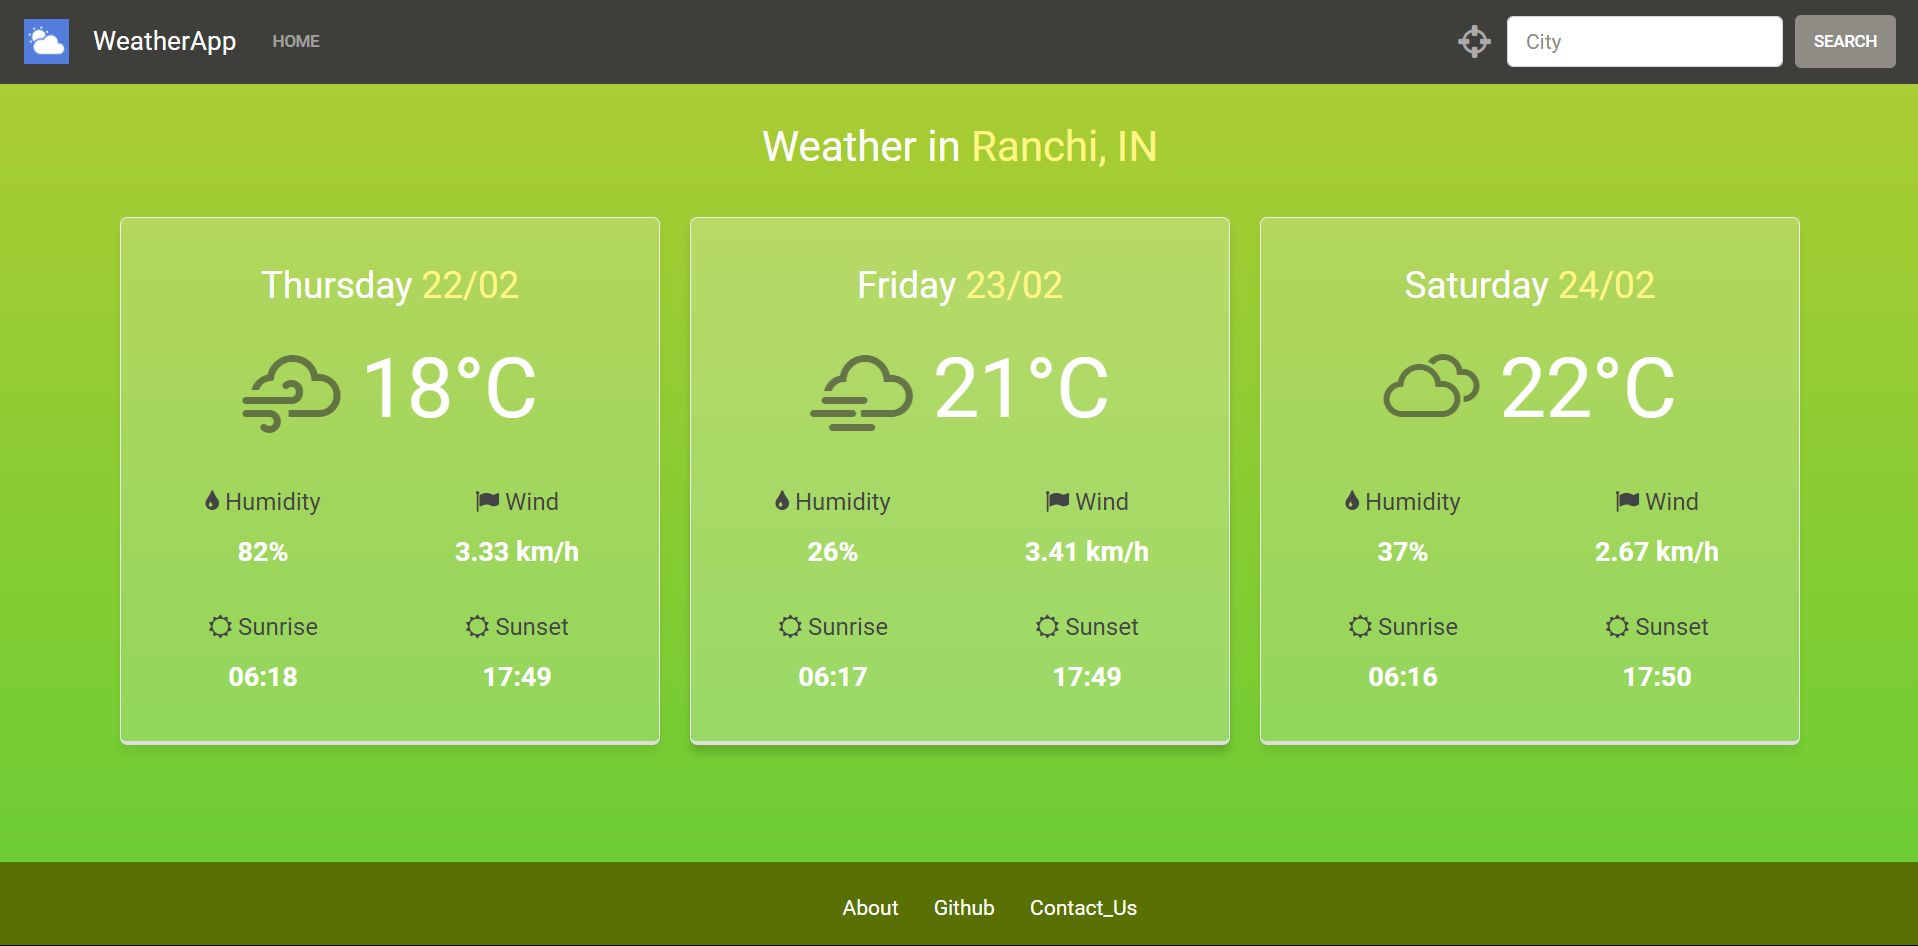 WeatherApp HOME City SEARCH
Weather in Ranchi, IN
Thursday 22/02
18°C
Humidity Wind
82% 3.33 km/h
Sunrise Sunset
06:18 17:49
Friday 23/02
21°C
Humidity Wind
26% 3.41 km/h
Sunrise Sunset
06:17 17:49
Saturday 24/02
22°C
Humidity Wind
37% 2.67 km/h
Sunrise Sunset
06:16 17:50
About Github Contact_Us